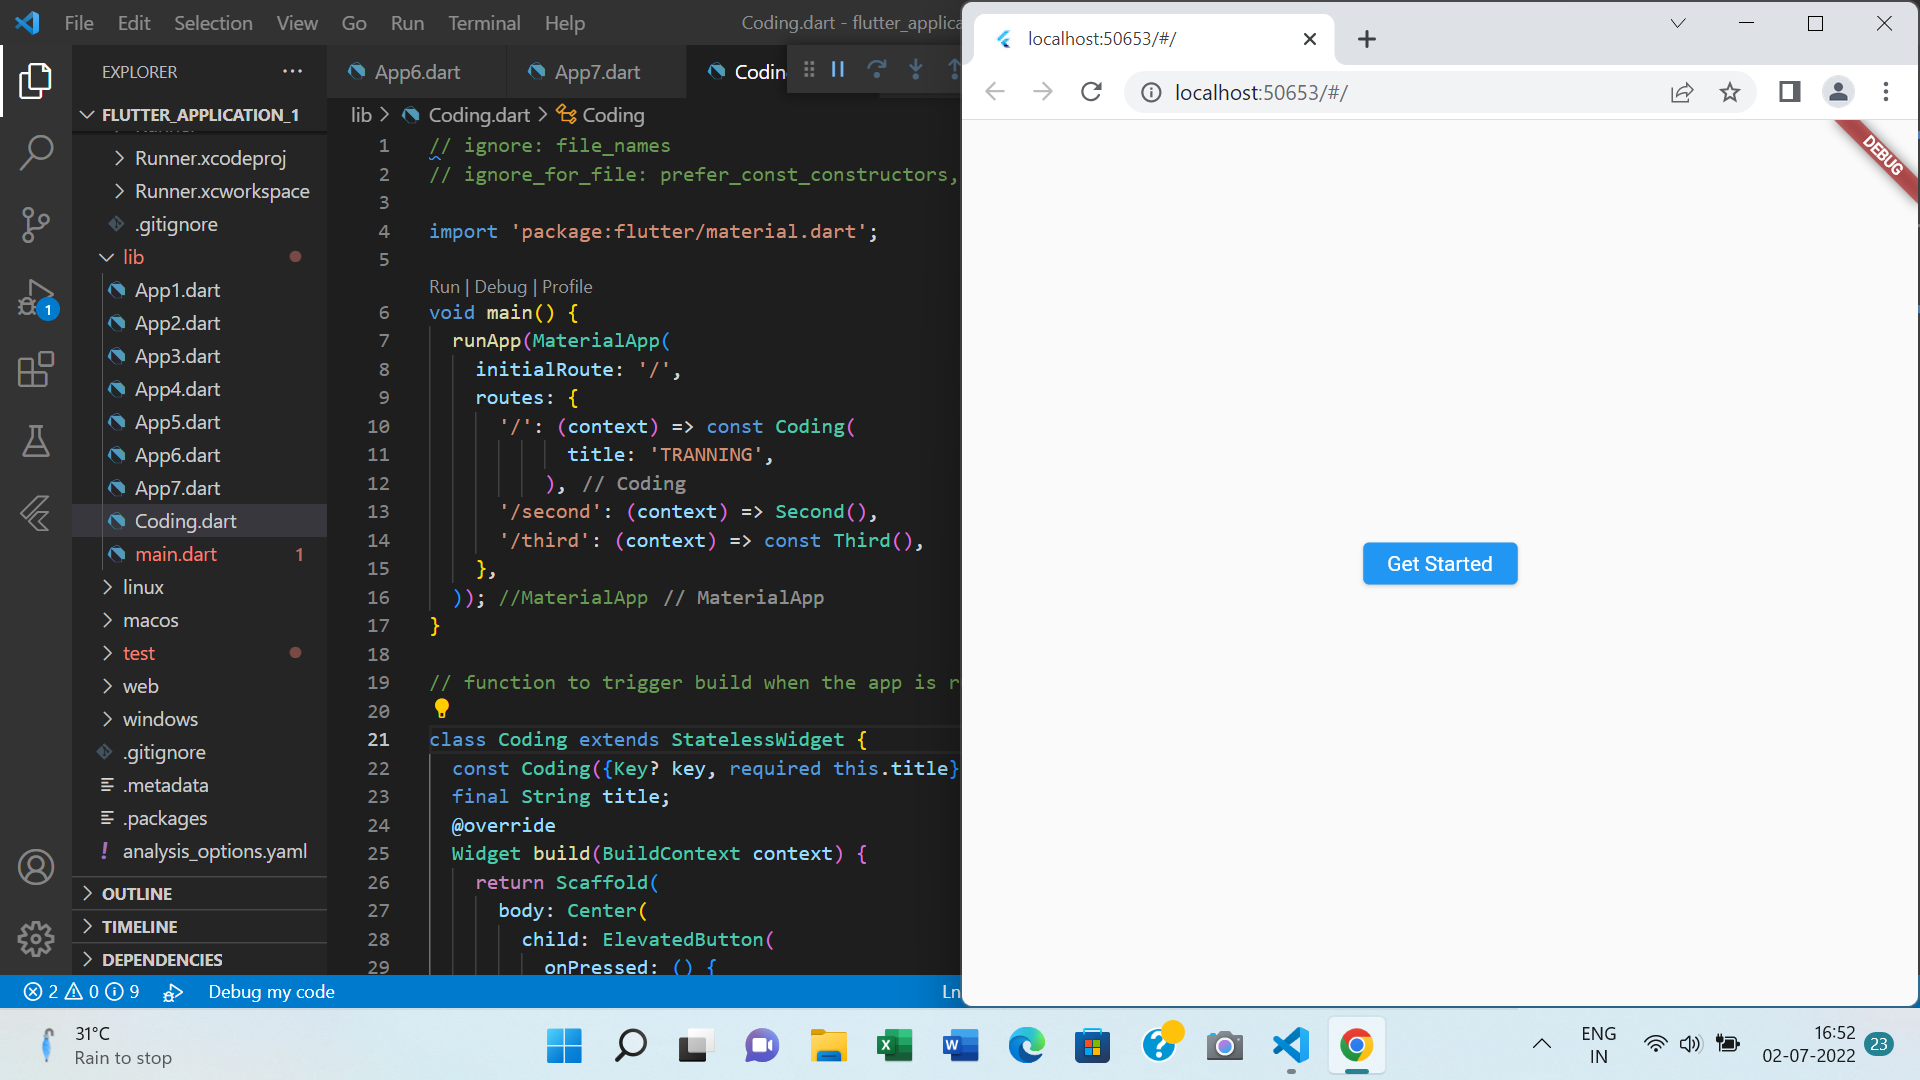 File Edit Selection View Go Run Terminal Help
Coding.dart - flutter_applica
EXPLORER
FLUTTER_APPLICATION_1
Runner.xcodeproj
Runner.xcworkspace
.gitignore
lib
App1.dart
App2.dart
App3.dart
App4.dart
App5.dart
App6.dart
App7.dart
Coding.dart
main.dart 1
linux
macos
test
web
windows
.gitignore
.metadata
.packages
analysis_options.yaml
OUTLINE
TIMELINE
DEPENDENCIES
1
App6.dart App7.dart Codin
lib > Coding.dart > Coding
1 // ignore: file_names
2 // ignore_for_file: prefer_const_constructors,
3
4 import 'package:flutter/material.dart';
5
Run | Debug | Profile
6 void main() {
7 runApp(MaterialApp(
8 initialRoute: '/',
9 routes: {
10 '/': (context) => const Coding(
11 title: 'TRANNING',
12 ), // Coding
13 '/second': (context) => Second(),
14 '/third': (context) => const Third(),
15 },
16 )); //MaterialApp // MaterialApp
17 }
18
19 // function to trigger build when the app is r
20
21 class Coding extends StatelessWidget {
22 const Coding({Key? key, required this.title}
23 final String title;
24 @override
25 Widget build(BuildContext context) {
26 return Scaffold(
27 body: Center(
28 child: ElevatedButton(
29 onPressed: () {
2 0 9 Debug my code
Ln
localhost:50653/#/
localhost:50653/#/
DEBUG
Get Started
31°C
Rain to stop
ENG
IN
16:52
02-07-2022
23